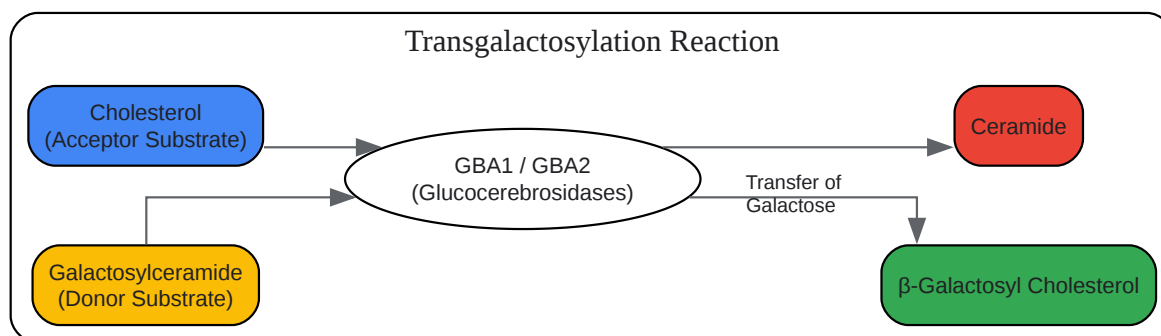 Transgalactosylation Reaction
Cholesterol
(Acceptor Substrate)
GBA1 / GBA2
(Glucocerebrosidases)
Ceramide
Transfer of
Galactose
Galactosylceramide
(Donor Substrate)
β-Galactosyl Cholesterol